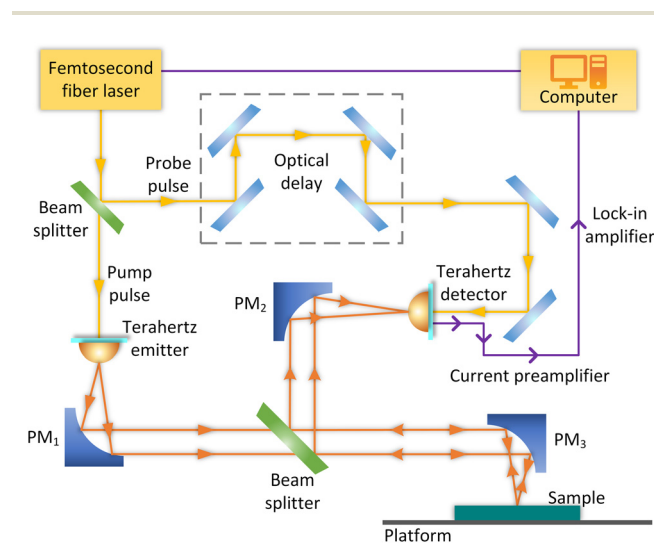 Femtosecond
fiber laser
Computer
Probe
pulse
Optical
delay
Beam
splitter
Lock-in
amplifier
Pump
pulse
Terahertz
detector
PM₂
Terahertz
emitter
Current preamplifier
PM₁
PM₃
Beam
splitter
Sample
Platform